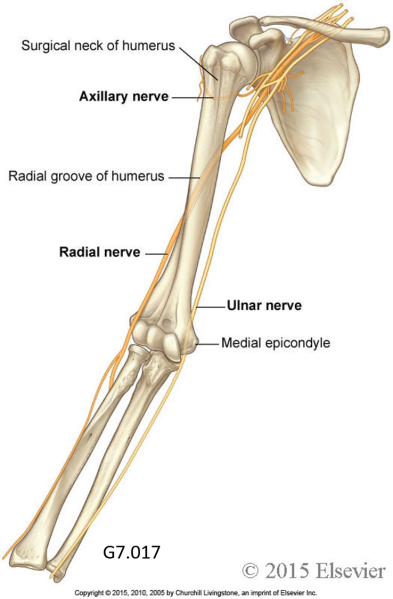 Surgical neck of humerus
Axillary nerve
Radial groove of humerus
Radial nerve
Ulnar nerve
Medial epicondyle
G7.017
© 2015 Elsevier
Copyright © 2015, 2010, 2005 by Churchill Livingstone, an imprint of Elsevier Inc.